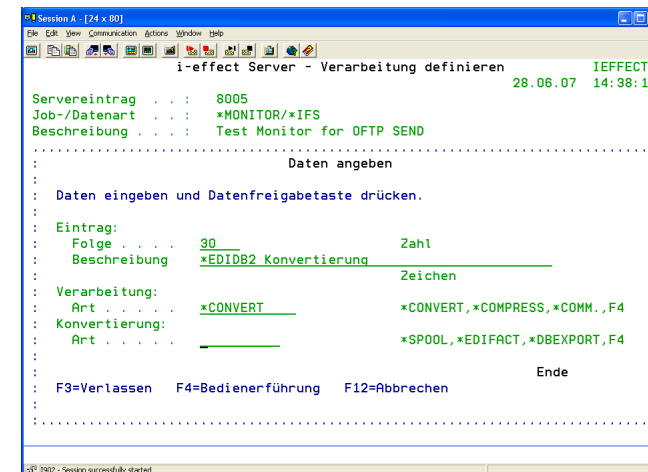 Session A - [24 x 80]
File Edit View Communication Actions Window Help
i-effect Server - Verarbeitung definieren IEFFECT
28.06.07 14:38:1
Servereintrag . . : 8005
Job-/Datenart . . : *MONITOR/*IFS
Beschreibung . . . : Test Monitor for OFTP SEND
Daten angeben
Daten eingeben und Datenfreigabetaste drücken.
Eintrag:
Folge . . . . 30 Zahl
Beschreibung *EDIDB2 Konvertierung
Zeichen
Verarbeitung:
Art . . . . . *CONVERT *CONVERT,*COMPRESS,*COMM.,F4
Konvertierung:
Art . . . . . *SPOOL,*EDIFACT,*DBEXPORT,F4
Ende
F3=Verlassen F4=Bedienerführung F12=Abbrechen
I902 - Session successfully started